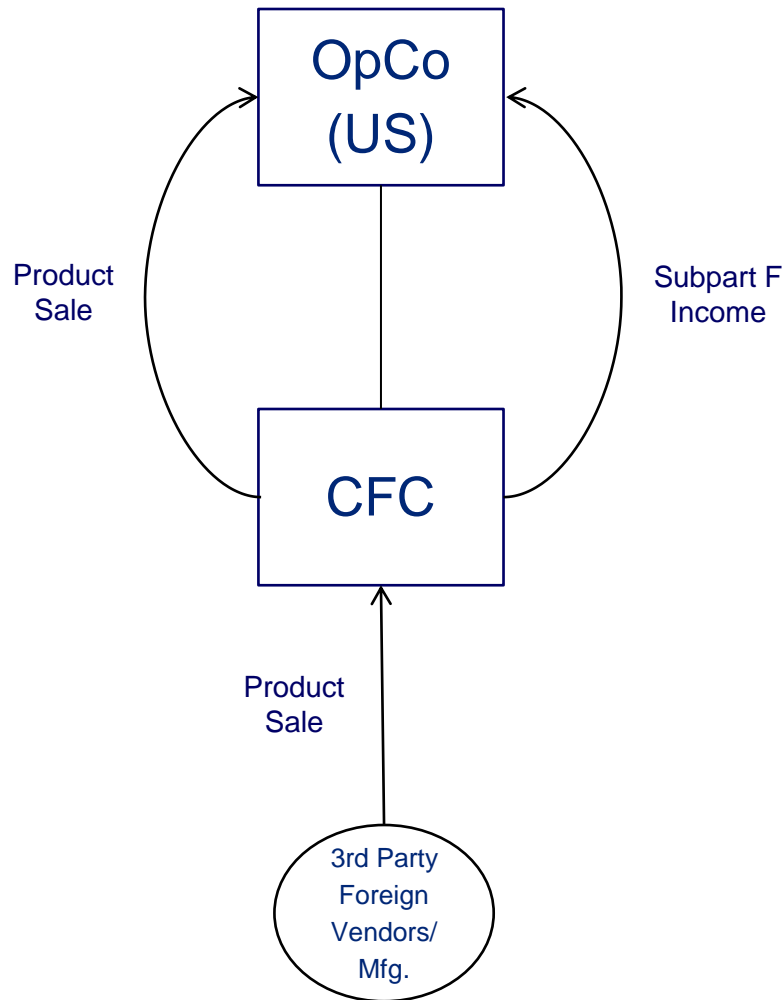 OpCo
(US)
Product
Sale
Subpart F
Income
CFC
Product
Sale
3rd Party
Foreign
Vendors/
Mfg.